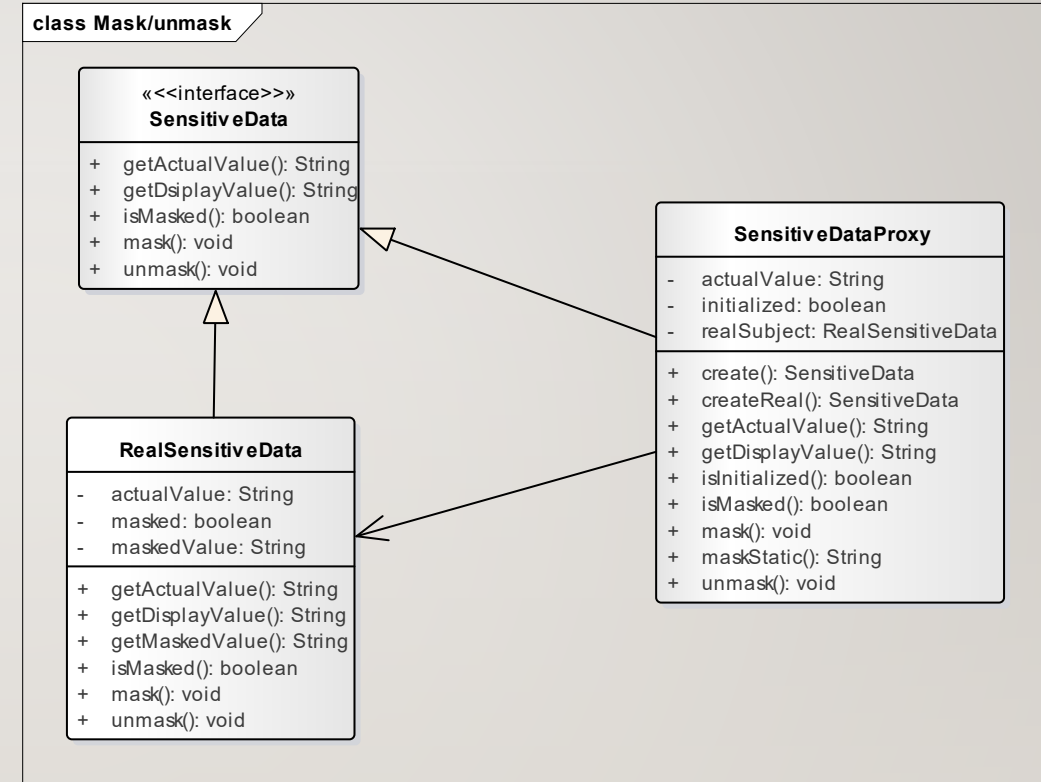 class Mask/unmask
«<<interface>>»
SensitiveData
+ getActualValue(): String
+ getDsiplayValue(): String
+ isMasked(): boolean
+ mask(): void
+ unmask(): void
SensitiveDataProxy
- actualValue: String
- initialized: boolean
- realSubject: RealSensitiveData
+ create(): SensitiveData
+ createReal(): SensitiveData
+ getActualValue(): String
+ getDisplayValue(): String
+ isInitialized(): boolean
+ isMasked(): boolean
+ mask(): void
+ maskStatic(): String
+ unmask(): void
RealSensitiveData
- actualValue: String
- masked: boolean
- maskedValue: String
+ getActualValue(): String
+ getDisplayValue(): String
+ getMaskedValue(): String
+ isMasked(): boolean
+ mask(): void
+ unmask(): void